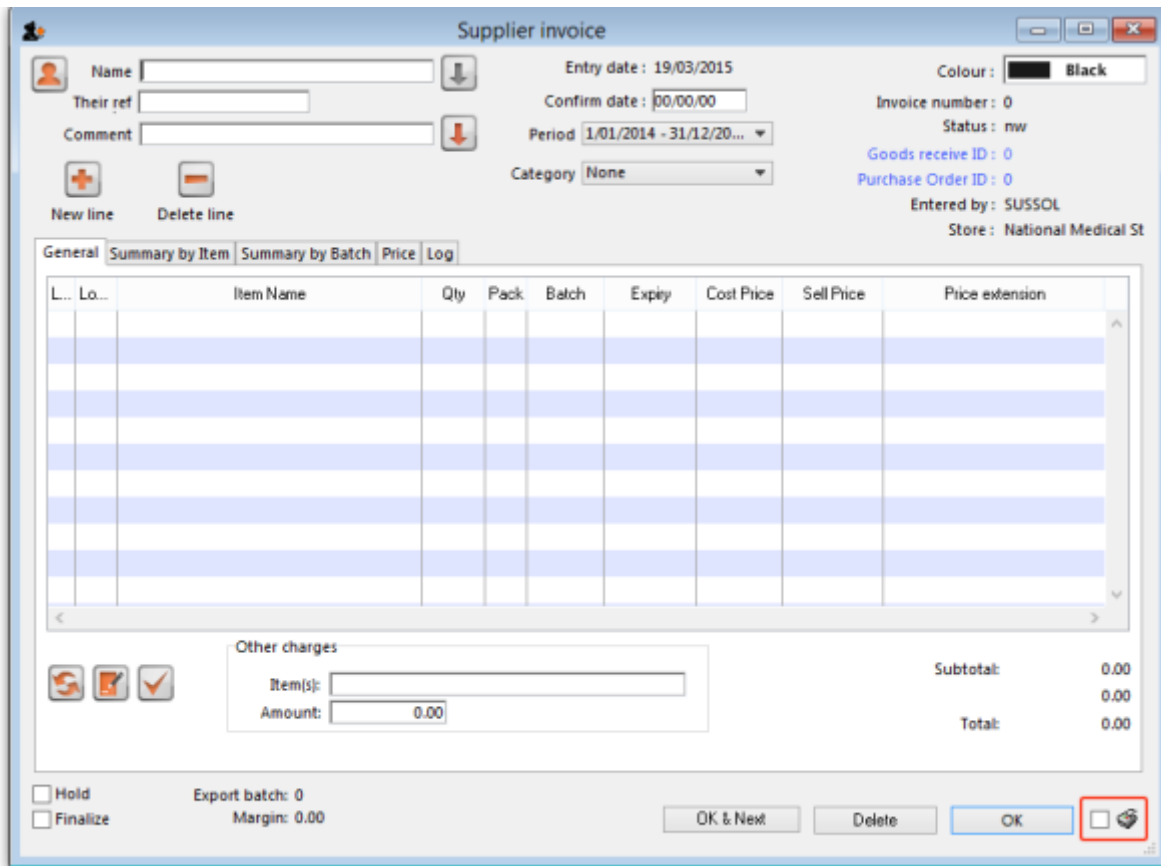 Supplier invoice
Name
Entry date : 19/03/2015
Colour : Black
Their ref
Confirm date : 00/00/00
Invoice number : 0
Comment
Period 1/01/2014 - 31/12/20...
Status : nw
Goods receive ID : 0
Category None
Purchase Order ID : 0
New line Delete line
Entered by : SUSSOL
Store : National Medical St
General Summary by Item Summary by Batch Price Log
L... Lo... Item Name Qty Pack Batch Expiry Cost Price Sell Price Price extension
Other charges
Item(s):
Amount: 0.00
Subtotal: 0.00
0.00
Total: 0.00
Hold Export batch: 0
Finalize Margin: 0.00
OK & Next Delete OK